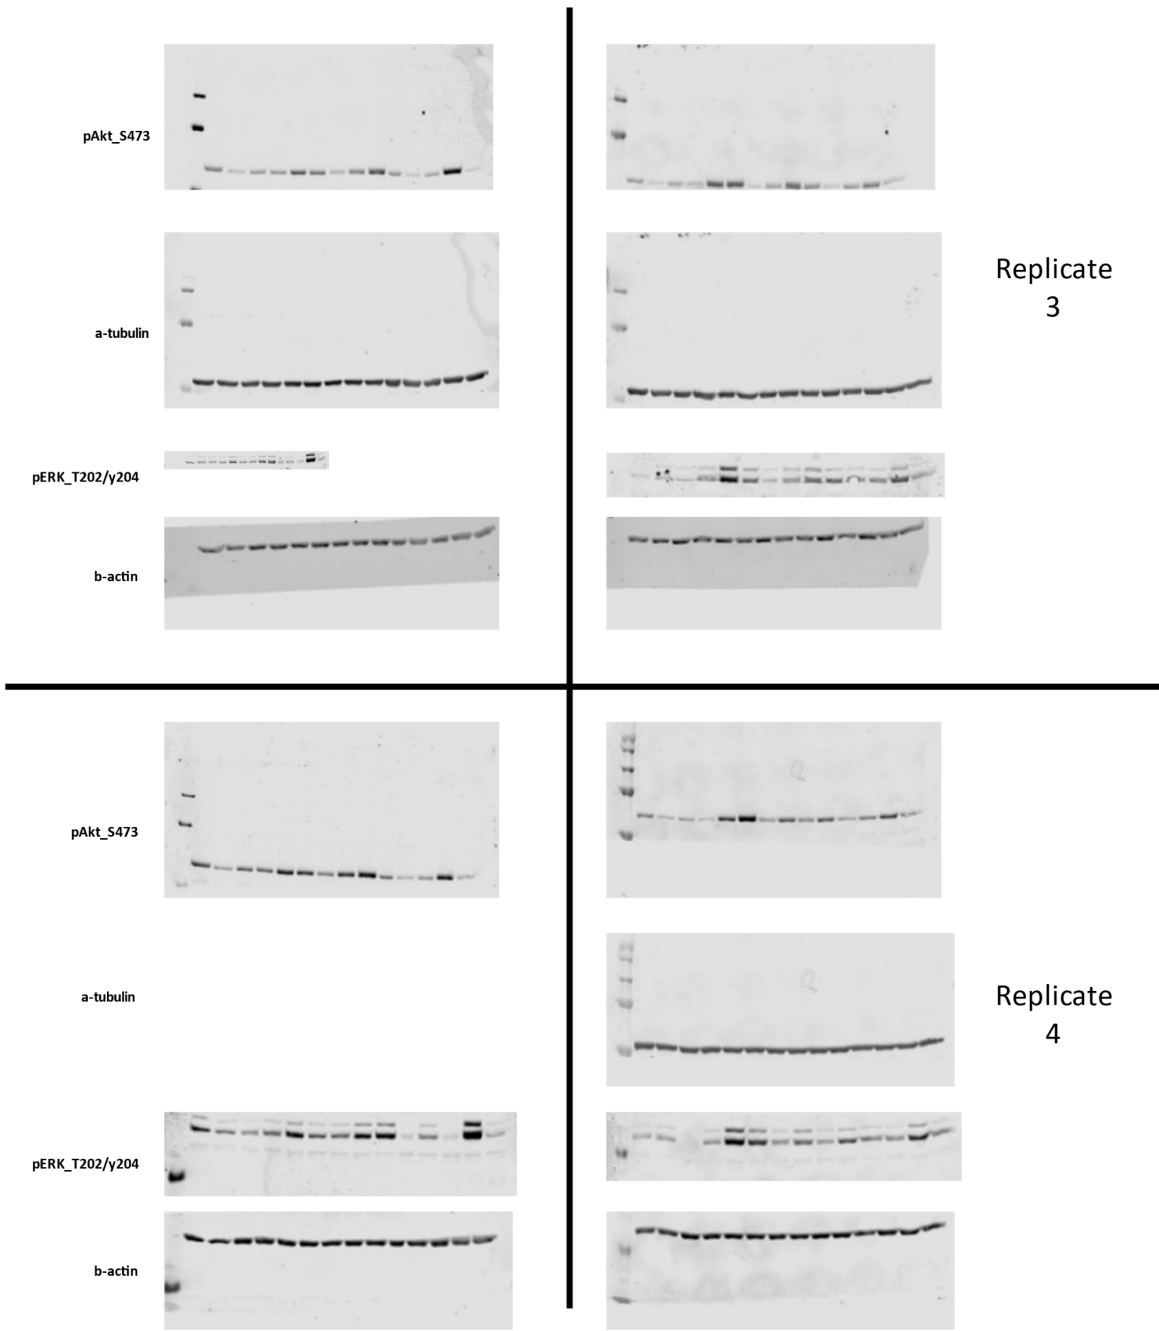 pAkt_S473
a-tubulin
Replicate
3
pERK_T202/y204
b-actin
pAkt_S473
a-tubulin
Replicate
4
pERK_T202/y204
b-actin